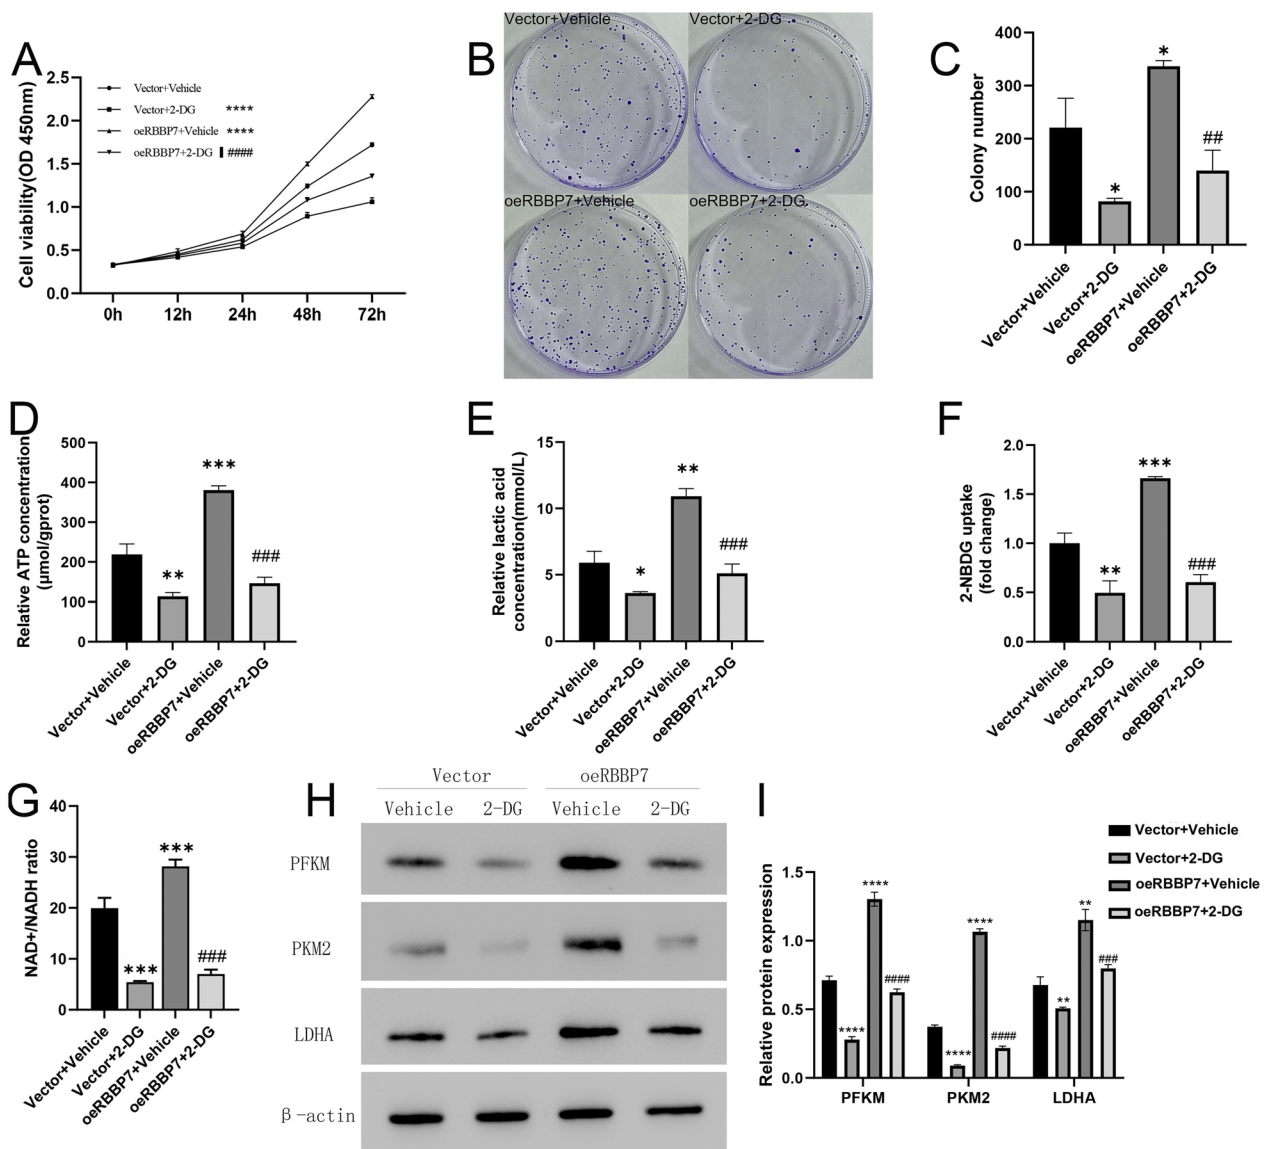 A
2.5
2.0
1.5
1.0
0.5
0.0
Cell viability(OD 450mm)
Vector+Vehicle
Vector+2-DG ****
oeRBBP7+Vehicle ****
oeRBBP7+2-DG ####
0h 12h 24h 48h 72h
B
Vector+Vehicle Vector+2-DG
oeRBBP7+Vehicle oeRBBP7+2-DG
C
400
300
200
100
0
Colony number
* * ##
Vector+Vehicle
Vector+2-DG
oeRBBP7+Vehicle
oeRBBP7+2-DG
D
500
400
300
200
100
0
Relative ATP concentration
(μmol/gprot)
** *** ###
Vector+Vehicle
Vector+2-DG
oeRBBP7+Vehicle
oeRBBP7+2-DG
E
15
10
5
0
Relative lactic acid
concentration(mmol/L)
* ** ###
Vector+Vehicle
Vector+2-DG
oeRBBP7+Vehicle
oeRBBP7+2-DG
F
2.0
1.5
1.0
0.5
0.0
2-NBDG uptake
(fold change)
** *** ###
Vector+Vehicle
Vector+2-DG
oeRBBP7+Vehicle
oeRBBP7+2-DG
G
40
30
20
10
0
NAD+/NADH ratio
*** *** ###
Vector+Vehicle
Vector+2-DG
oeRBBP7+Vehicle
oeRBBP7+2-DG
H
Vector oeRBBP7
Vehicle 2-DG Vehicle 2-DG
PFKM
PKM2
LDHA
β-actin
I
Vector+Vehicle
Vector+2-DG
oeRBBP7+Vehicle
oeRBBP7+2-DG
1.5
1.0
0.5
0.0
Relative protein expression
**** **** ####
**** **** ####
** ** ###
PFKM PKM2 LDHA